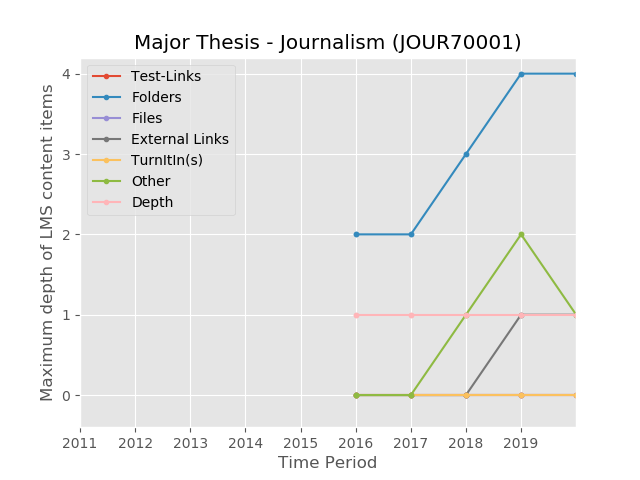 Major Thesis - Journalism (JOUR70001)
Test-Links
Folders
Files
External Links
TurnItIn(s)
Other
Depth
Maximum depth of LMS content items
4
3
2
1
0
2011 2012 2013 2014 2015 2016 2017 2018 2019
Time Period